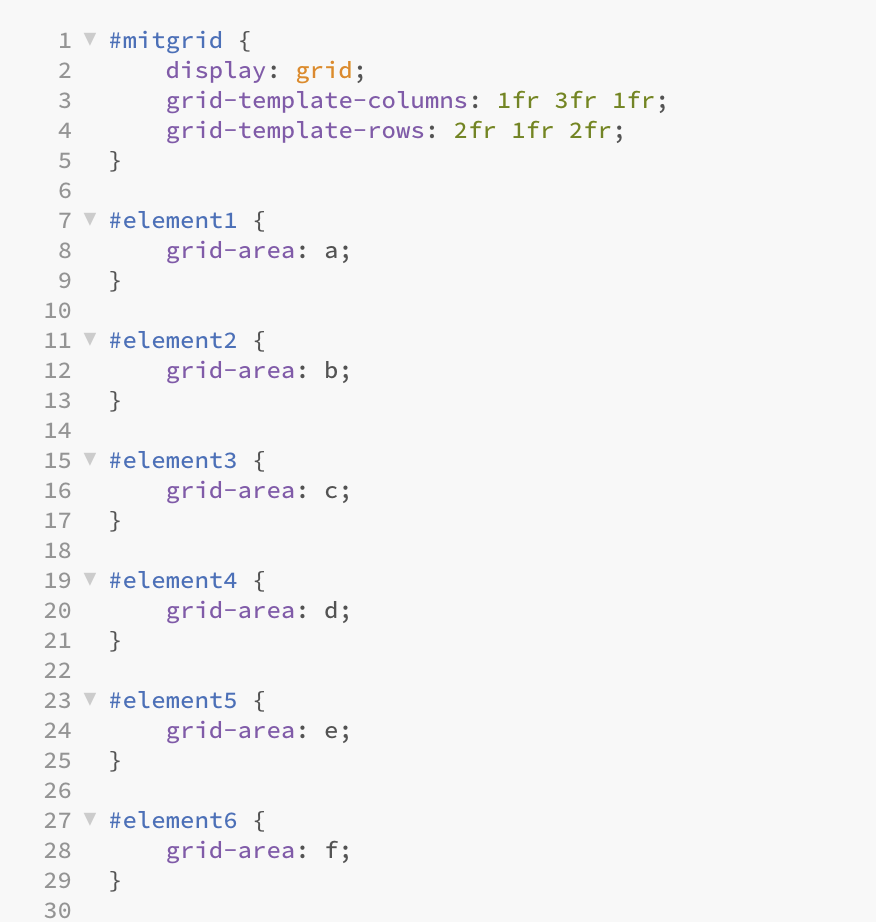 1 ▼ #mitgrid {
2     display: grid;
3     grid-template-columns: 1fr 3fr 1fr;
4     grid-template-rows: 2fr 1fr 2fr;
5 }
6
7 ▼ #element1 {
8     grid-area: a;
9 }
10
11 ▼ #element2 {
12     grid-area: b;
13 }
14
15 ▼ #element3 {
16     grid-area: c;
17 }
18
19 ▼ #element4 {
20     grid-area: d;
21 }
22
23 ▼ #element5 {
24     grid-area: e;
25 }
26
27 ▼ #element6 {
28     grid-area: f;
29 }
30